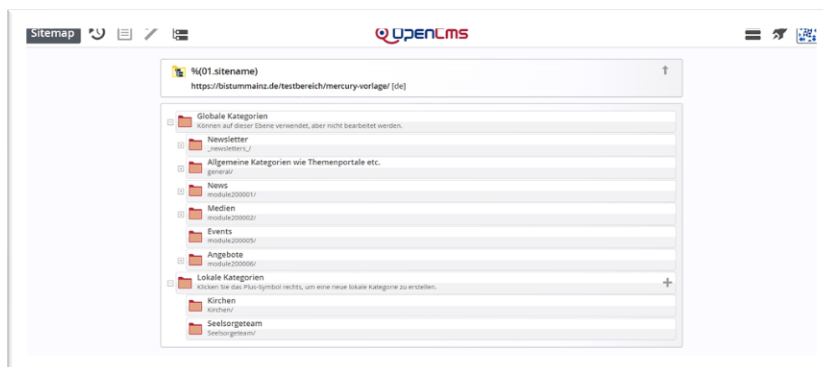 Sitemap
OpenCms
%(01.sitename)
https://bistummainz.de/testbereich/mercury-vorlage/ [de]
Globale Kategorien
Können auf dieser Ebene verwendet, aber nicht bearbeitet werden.
Newsletter
_newsletters_/
Allgemeine Kategorien wie Themenportale etc.
general/
News
module200001/
Medien
module200002/
Events
module200005/
Angebote
module200006/
Lokale Kategorien
Klicken Sie das Plus-Symbol rechts, um eine neue lokale Kategorie zu erstellen.
Kirchen
Kirchen/
Seelsorgeteam
Seelsorgeteam/